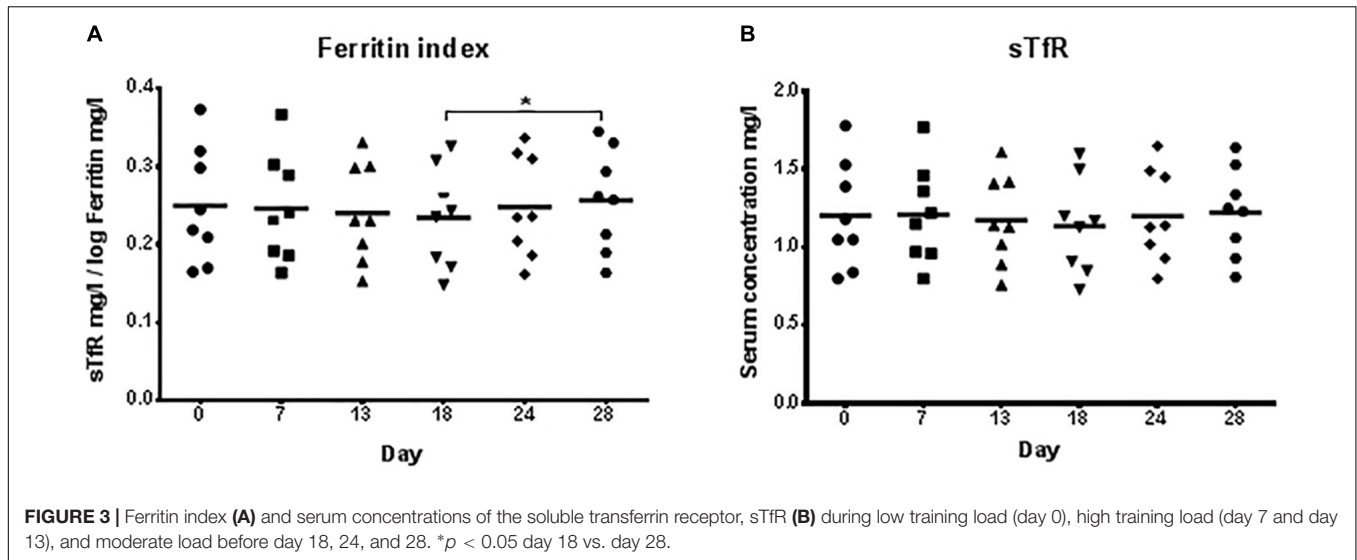 A
Ferritin index
sTfR mg/l / log Ferritin mg/l
0.4
0.3
0.2
0.1
0.0
*
0 7 13 18 24 28
Day
B
sTfR
Serum concentration mg/l
2.0
1.5
1.0
0.5
0.0
0 7 13 18 24 28
Day
FIGURE 3 | Ferritin index (A) and serum concentrations of the soluble transferrin receptor, sTfR (B) during low training load (day 0), high training load (day 7 and day
13), and moderate load before day 18, 24, and 28. *p < 0.05 day 18 vs. day 28.